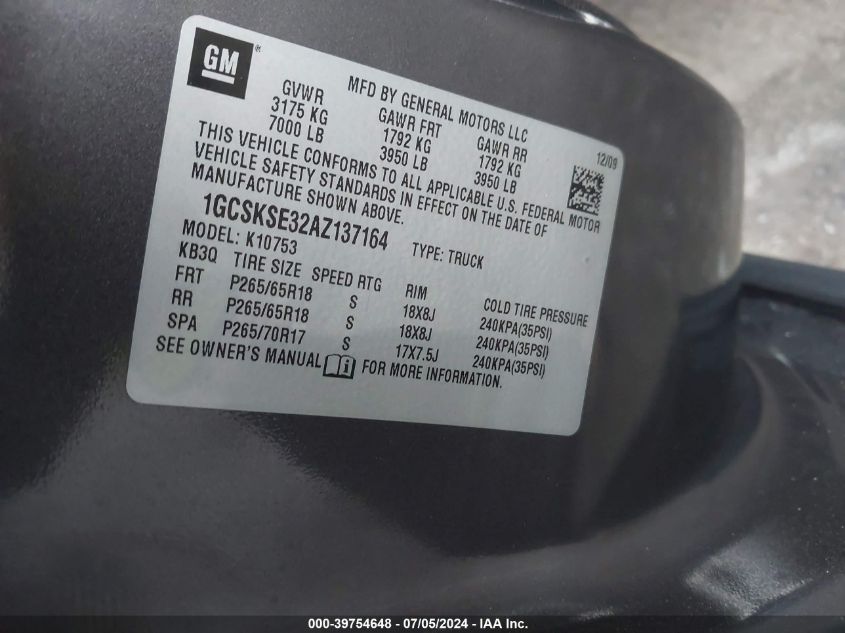 GM®
MFD BY GENERAL MOTORS LLC
12/09
GVWR GAWR FRT GAWR RR
3175 KG 1792 KG 1792 KG
7000 LB 3950 LB 3950 LB
THIS VEHICLE CONFORMS TO ALL APPLICABLE U.S. FEDERAL MOTOR
VEHICLE SAFETY STANDARDS IN EFFECT ON THE DATE OF
MANUFACTURE SHOWN ABOVE.
1GCSKSE32AZ137164 TYPE: TRUCK
MODEL: K10753
KB3Q TIRE SIZE SPEED RTG RIM COLD TIRE PRESSURE
FRT P265/65R18 S 18X8J 240KPA(35PSI)
RR P265/65R18 S 18X8J 240KPA(35PSI)
SPA P265/70R17 S 17X7.5J 240KPA(35PSI)
SEE OWNER'S MANUAL i FOR MORE INFORMATION.
000-39754648 - 07/05/2024 - IAA Inc.